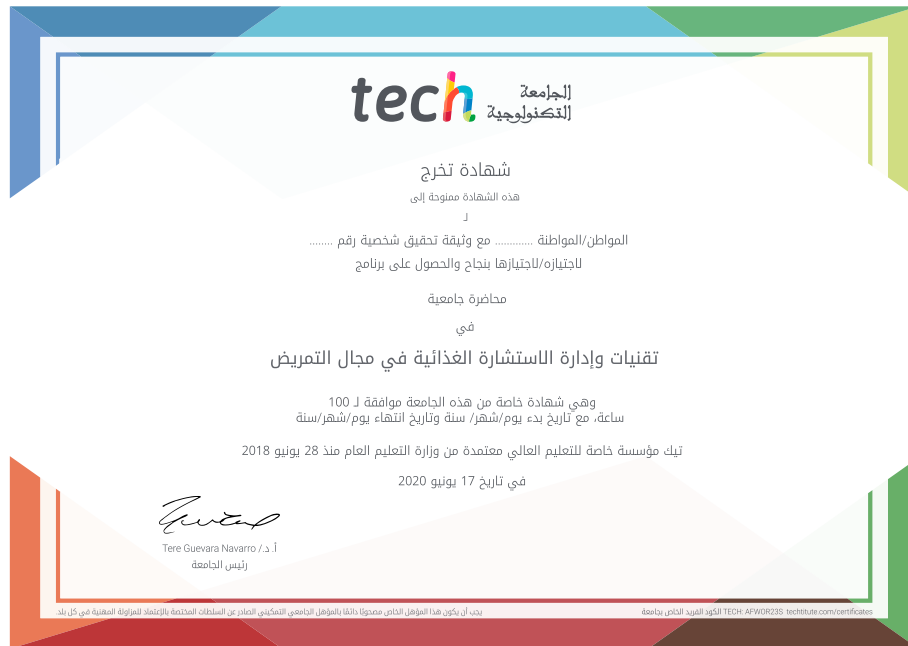 tech الجامعة
التكنولوجية
شهادة تخرج
هذه الشهادة ممنوحة إلى
لـ
المواطن/المواطنة ............ مع وثيقة تحقيق شخصية رقم ........
لاجتيازه/لاجتيازها بنجاح والحصول على برنامج
محاضرة جامعية
في
تقنيات وإدارة الاستشارة الغذائية في مجال التمريض
وهي شهادة خاصة من هذه الجامعة موافقة لـ 100
ساعة، مع تاريخ بدء يوم/شهر/ سنة وتاريخ انتهاء يوم/شهر/سنة
تيك مؤسسة خاصة للتعليم العالي معتمدة من وزارة التعليم العام منذ 28 يونيو 2018
في تاريخ 17 يونيو 2020
أ. د./ Tere Guevara Navarro
رئيس الجامعة
يجب أن يكون هذا المؤهل الخاص مصحوبًا دائمًا بالمؤهل الجامعي التمكيني الصادر عن السلطات المختصة بالإعتماد للمزاولة المهنية في كل بلد.
الكود الفريد الخاص بجامعة TECH: AFWOR23S techtitute.com/certificates